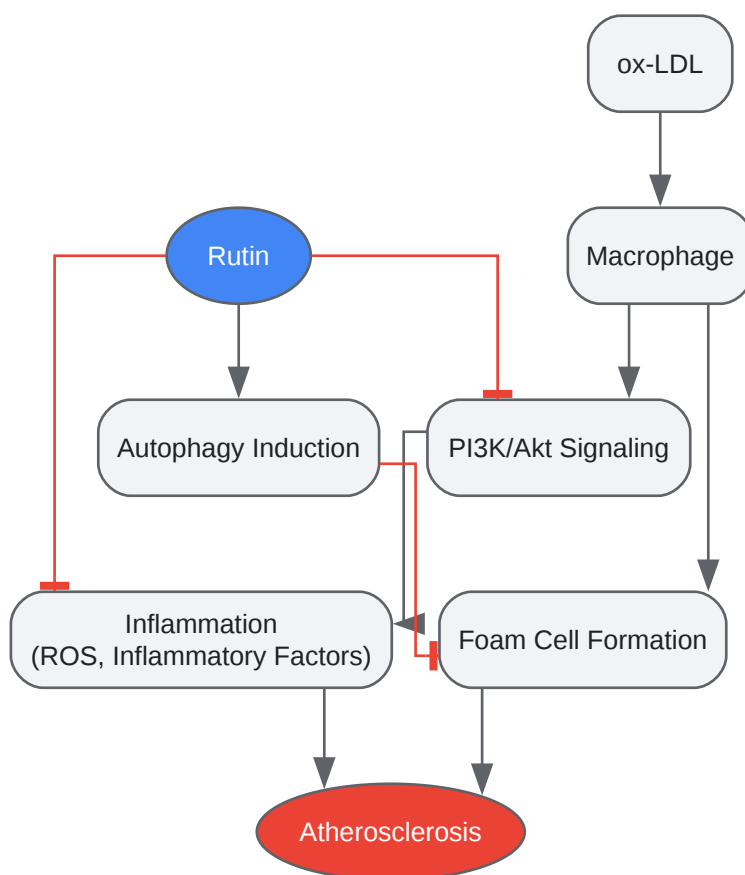 ox-LDL
Rutin
Macrophage
Autophagy Induction
PI3K/Akt Signaling
Inflammation
(ROS, Inflammatory Factors)
Foam Cell Formation
Atherosclerosis